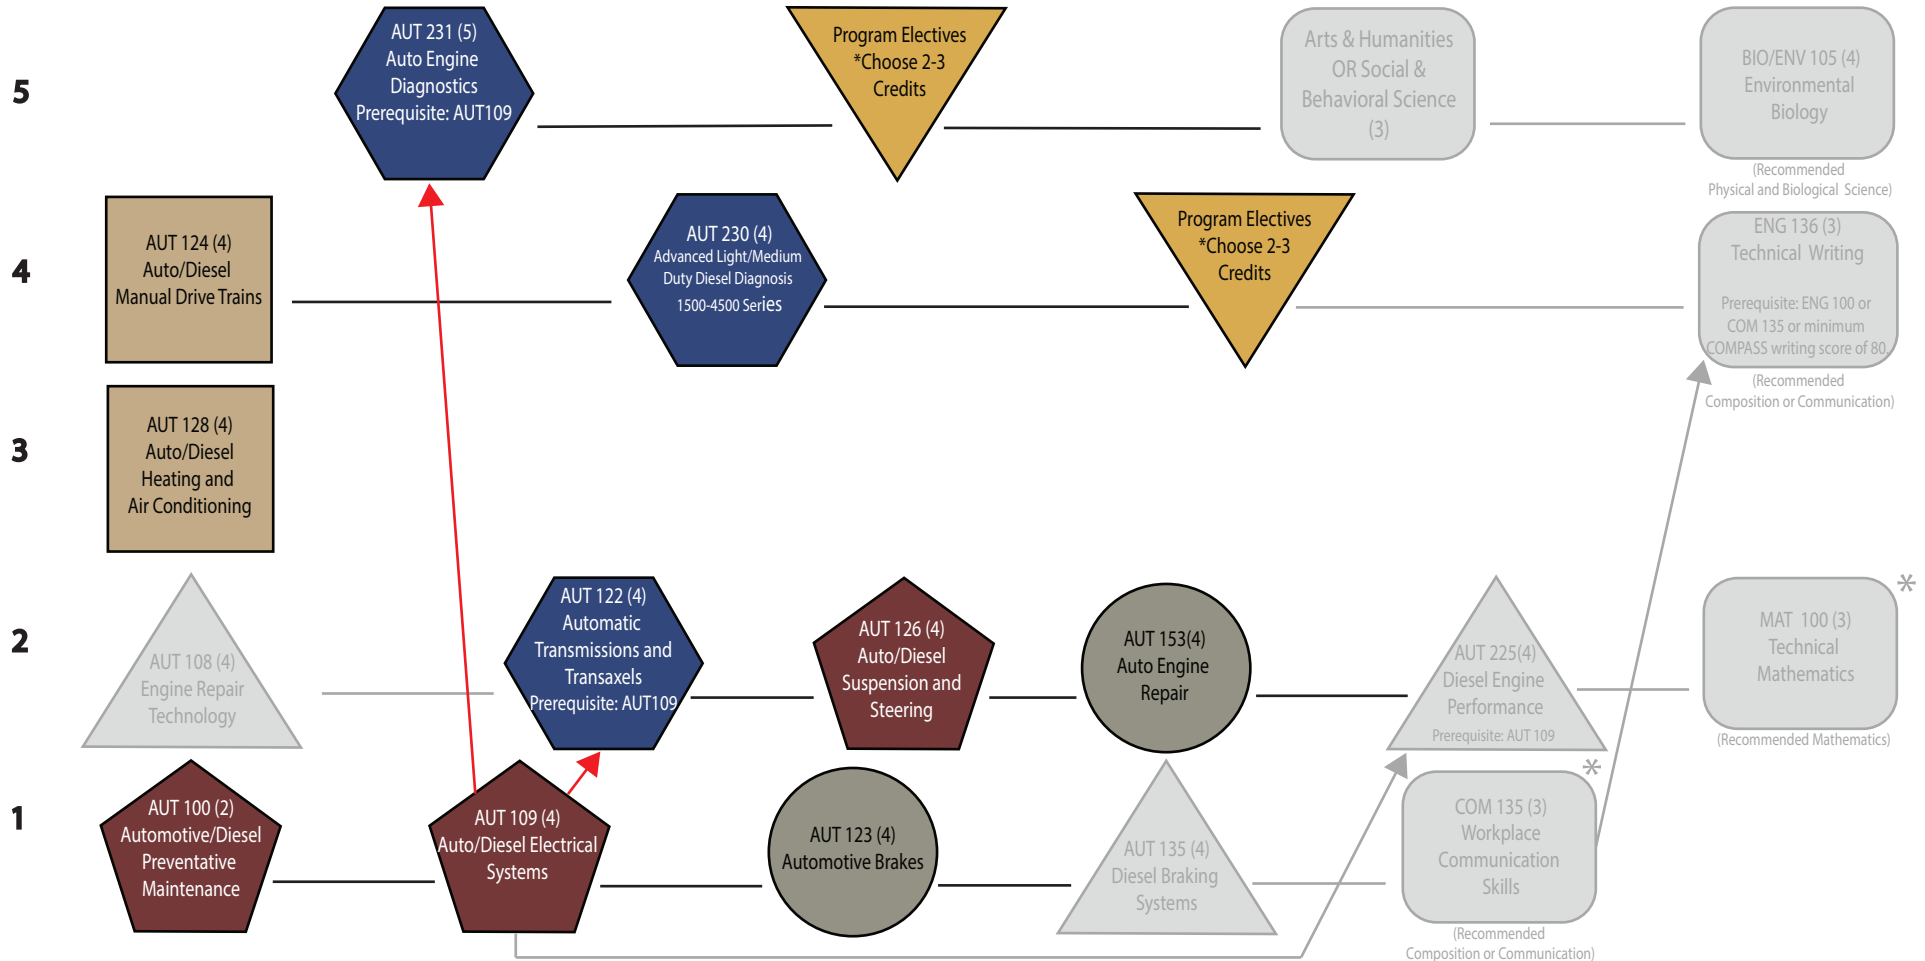 5
AUT 231 (5)
Auto Engine
Diagnostics
Prerequisite: AUT109
Program Electives
*Choose 2-3
Credits
Arts & Humanities
OR Social &
Behavioral Science
(3)
BIO/ENV 105 (4)
Environmental
Biology
(Recommended
Physical and Biological Science)
4
AUT 124 (4)
Auto/Diesel
Manual Drive Trains
AUT 230 (4)
Advanced Light/Medium
Duty Diesel Diagnosis
1500-4500 Series
Program Electives
*Choose 2-3
Credits
ENG 136 (3)
Technical Writing
Prerequisite: ENG 100 or
COM 135 or minimum
COMPASS writing score of 80.
(Recommended
Composition or Communication)
3
AUT 128 (4)
Auto/Diesel
Heating and
Air Conditioning
2
AUT 108 (4)
Engine Repair
Technology
AUT 122 (4)
Automatic
Transmissions and
Transaxels
Prerequisite: AUT109
AUT 126 (4)
Auto/Diesel
Suspension and
Steering
AUT 153(4)
Auto Engine
Repair
AUT 225(4)
Diesel Engine
Performance
Prerequisite: AUT 109
*
MAT 100 (3)
Technical
Mathematics
(Recommended Mathematics)
1
AUT 100 (2)
Automotive/Diesel
Preventative
Maintenance
AUT 109 (4)
Auto/Diesel Electrical
Systems
AUT 123 (4)
Automotive Brakes
AUT 135 (4)
Diesel Braking
Systems
*
COM 135 (3)
Workplace
Communication
Skills
(Recommended
Composition or Communication)